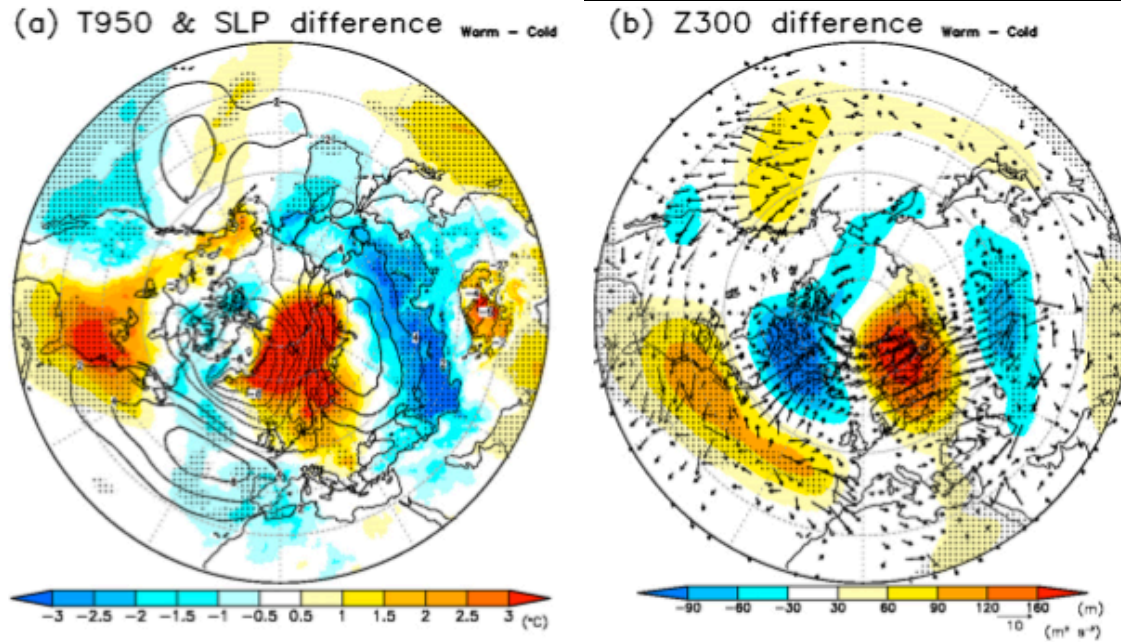 (a) T950 & SLP difference Warm – Cold
(b) Z300 difference Warm – Cold
−3 −2.5 −2 −1.5 −1 −0.5 0.5 1 1.5 2 2.5 3 (°C)
−90 −60 −30 30 60 90 120 160 (m)
10 (m² s⁻²)